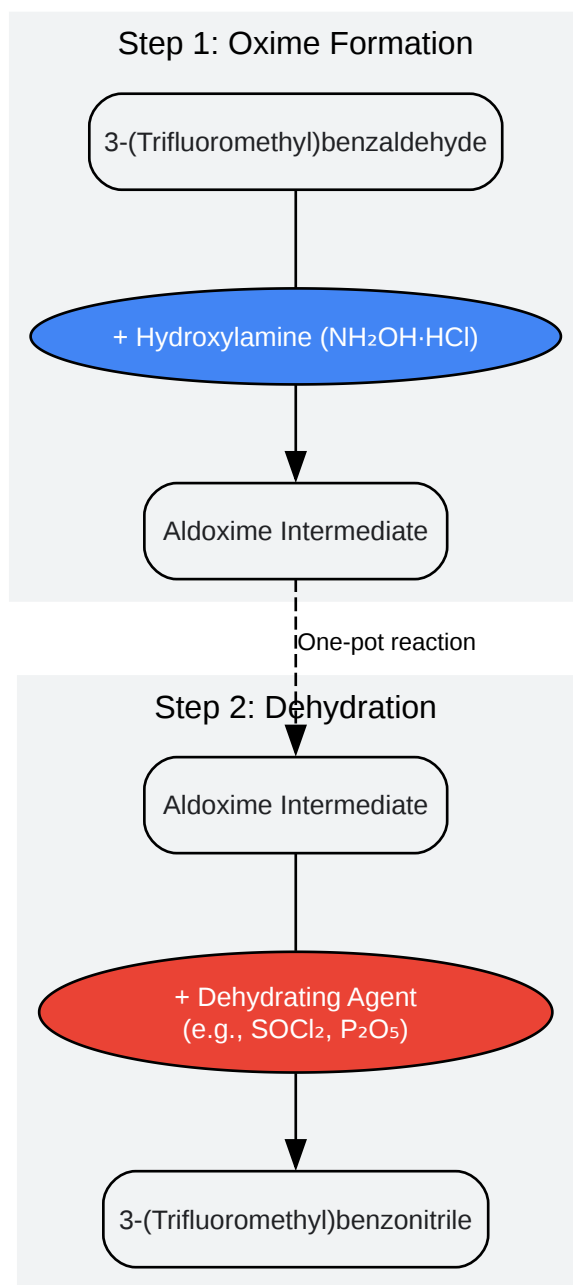 Step 1: Oxime Formation
3-(Trifluoromethyl)benzaldehyde
+ Hydroxylamine (NH₂OH·HCl)
Aldoxime Intermediate
One-pot reaction
Step 2: Dehydration
Aldoxime Intermediate
+ Dehydrating Agent
(e.g., SOCl₂, P₂O₅)
3-(Trifluoromethyl)benzonitrile